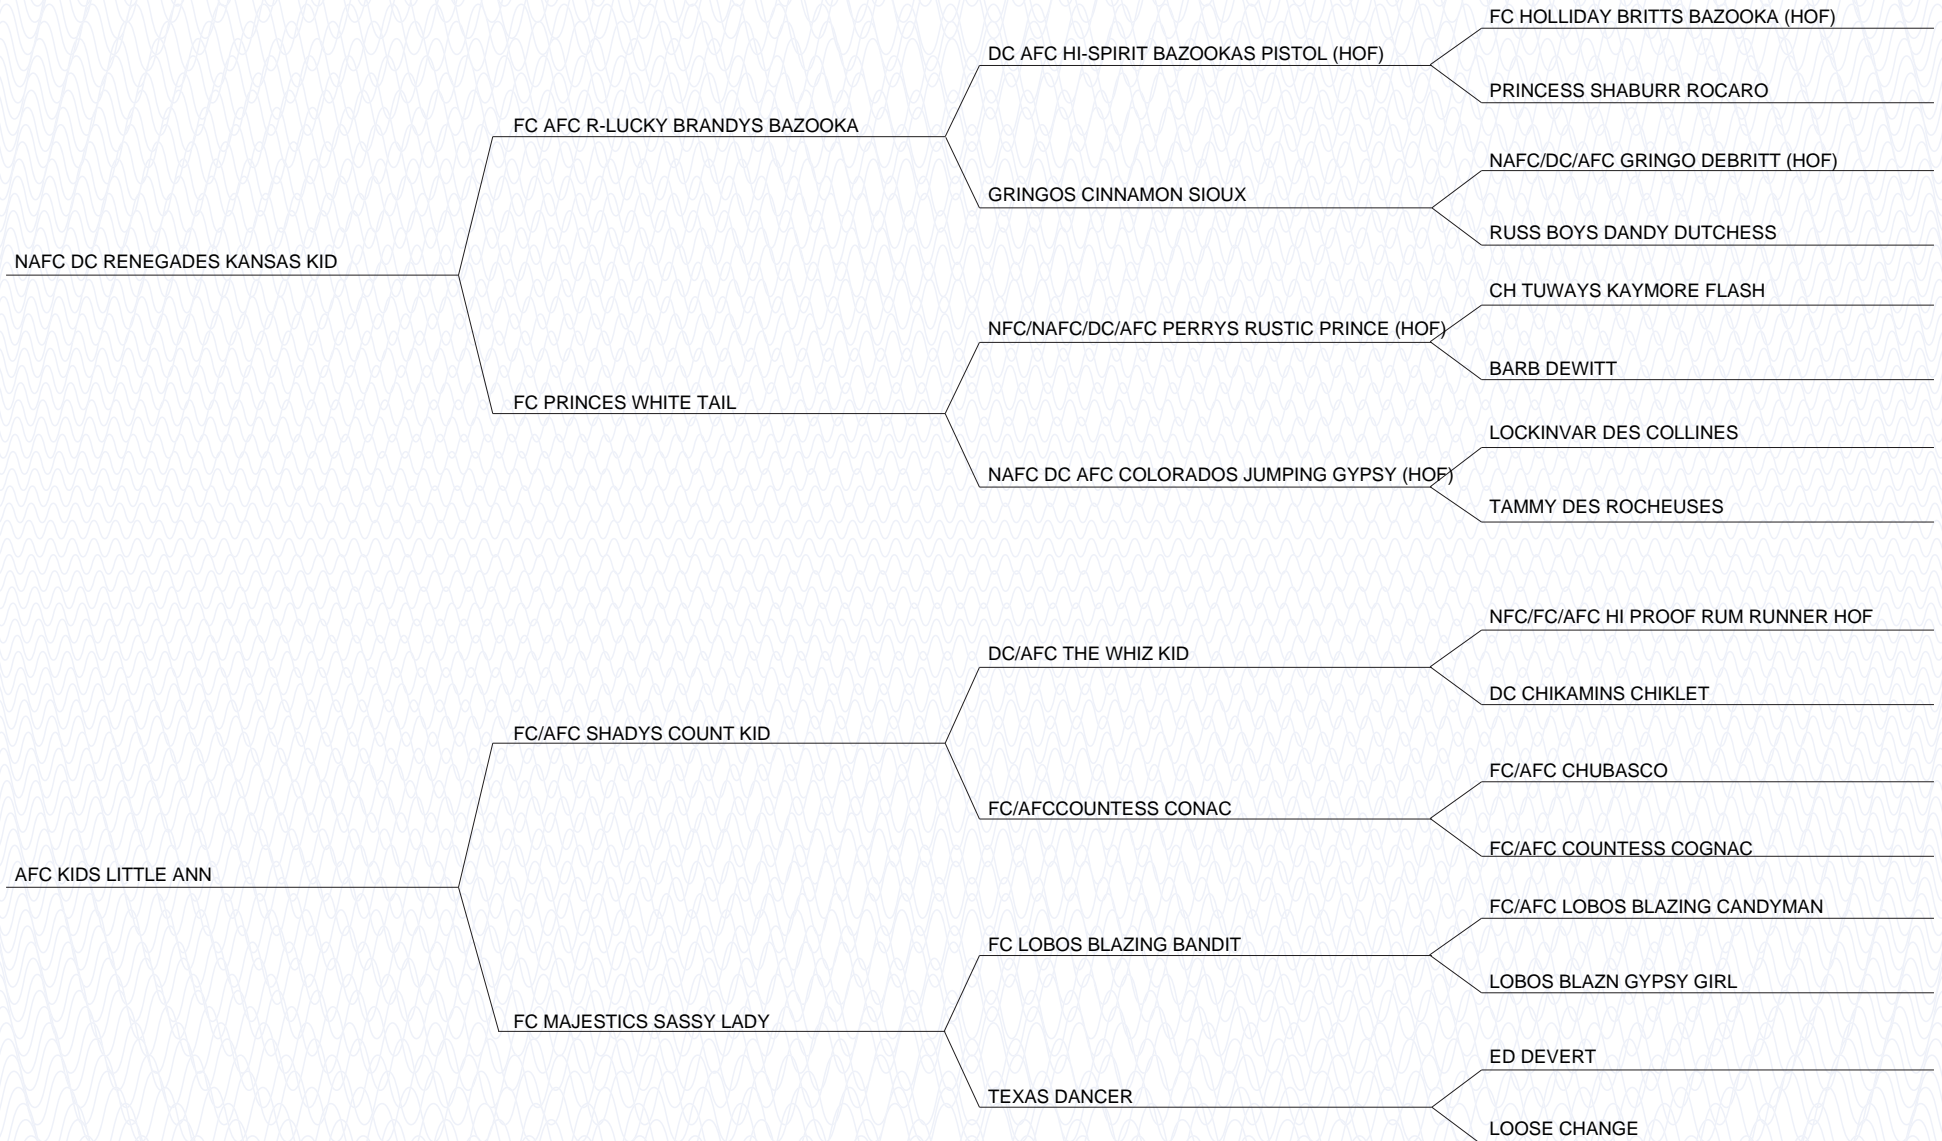 FC HOLLIDAY BRITTS BAZOOKA (HOF)
DC AFC HI-SPIRIT BAZOOKAS PISTOL (HOF)
PRINCESS SHABURR ROCARO
FC AFC R-LUCKY BRANDYS BAZOOKA
NAFC/DC/AFC GRINGO DEBRITT (HOF)
GRINGOS CINNAMON SIOUX
RUSS BOYS DANDY DUTCHESS
NAFC DC RENEGADES KANSAS KID
CH TUWAYS KAYMORE FLASH
NFC/NAFC/DC/AFC PERRYS RUSTIC PRINCE (HOF)
BARB DEWITT
FC PRINCES WHITE TAIL
LOCKINVAR DES COLLINES
NAFC DC AFC COLORADOS JUMPING GYPSY (HOF)
TAMMY DES ROCHEUSES
NFC/FC/AFC HI PROOF RUM RUNNER HOF
DC/AFC THE WHIZ KID
DC CHIKAMINS CHIKLET
FC/AFC SHADYS COUNT KID
FC/AFC CHUBASCO
FC/AFCCOUNTESS CONAC
FC/AFC COUNTESS COGNAC
AFC KIDS LITTLE ANN
FC/AFC LOBOS BLAZING CANDYMAN
FC LOBOS BLAZING BANDIT
LOBOS BLAZN GYPSY GIRL
FC MAJESTICS SASSY LADY
ED DEVERT
TEXAS DANCER
LOOSE CHANGE